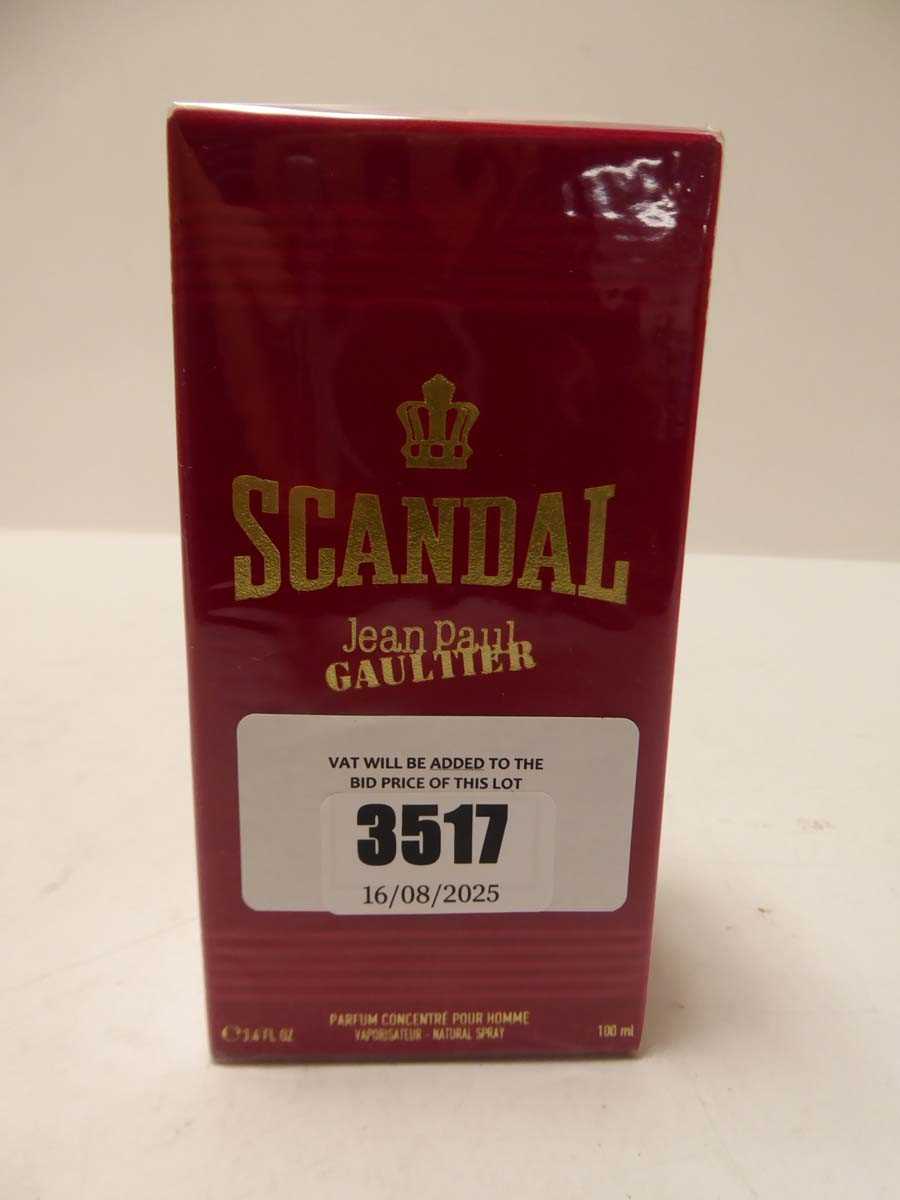 SCANDAL
Jean Paul
GAULTIER
VAT WILL BE ADDED TO THE
BID PRICE OF THIS LOT
3517
16/08/2025
PARFUM CONCENTRÉ POUR HOMME
VAPORISATEUR - NATURAL SPRAY
℮ 3.4 FL OZ
100 ml